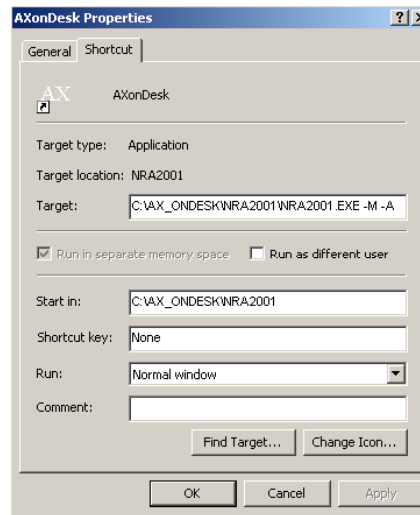 AXonDesk Properties
General Shortcut
AX AXonDesk
Target type: Application
Target location: NRA2001
Target: C:\AX_ONDESK\NRA2001\NRA2001.EXE -M -A
Run in separate memory space Run as different user
Start in: C:\AX_ONDESK\NRA2001
Shortcut key: None
Run: Normal window
Comment:
Find Target... Change Icon...
OK Cancel Apply